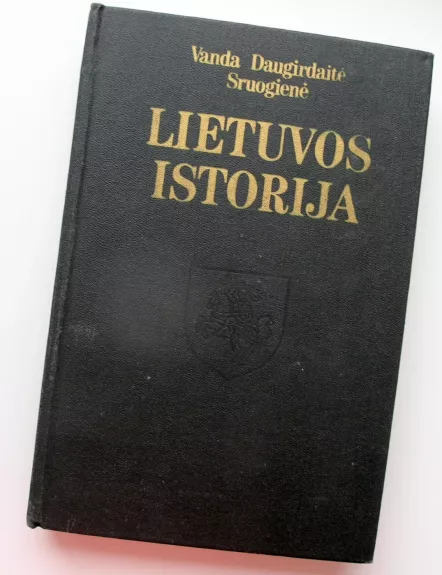 Vanda Daugirdaitė
Sruogienė
LIETUVOS
ISTORIJA